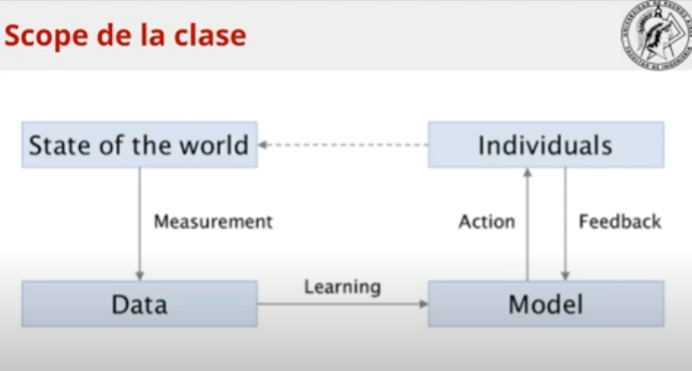 Scope de la clase
State of the world
Individuals
Measurement
Action
Feedback
Learning
Data
Model